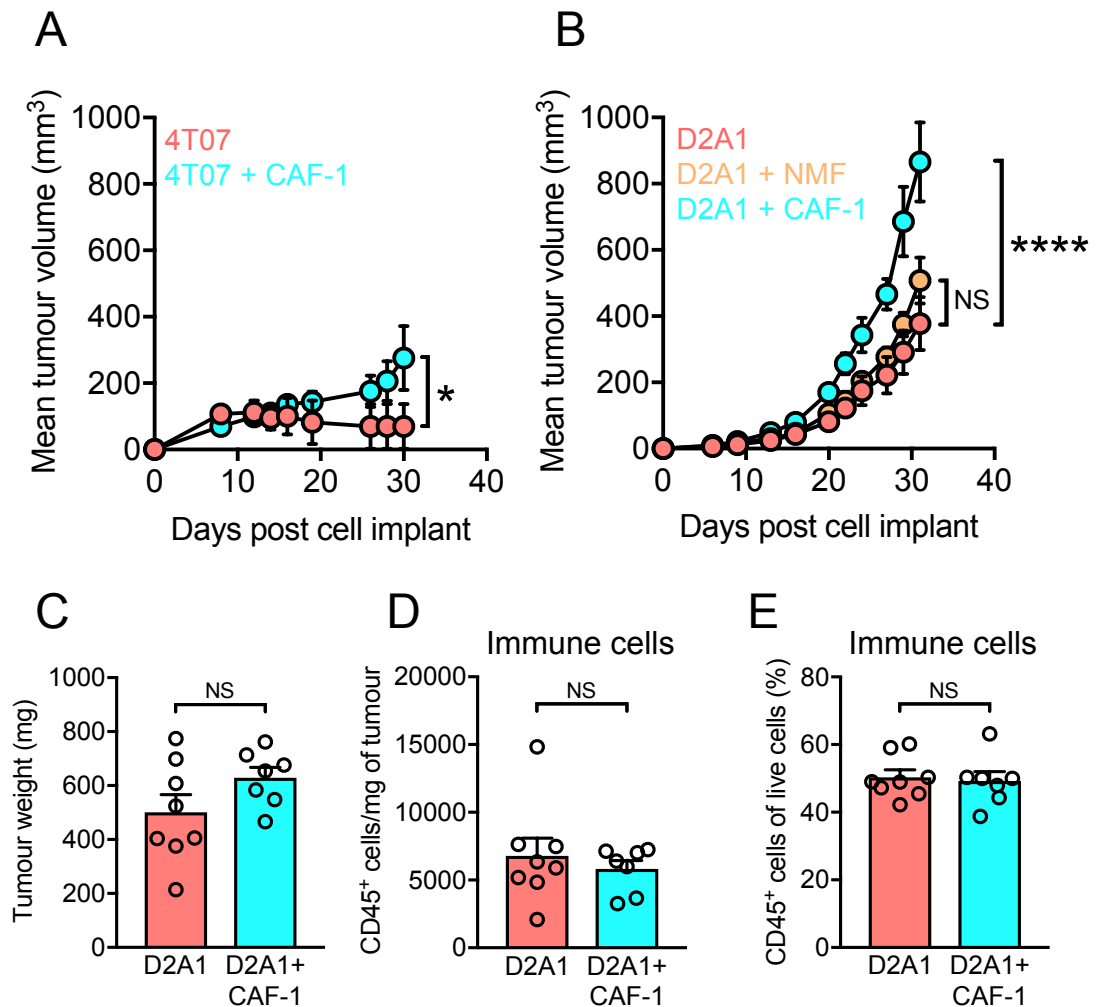 A
Mean tumour volume (mm³)
1000
800
600
400
200
0
4T07
4T07 + CAF-1
*
0 10 20 30 40
Days post cell implant
B
Mean tumour volume (mm³)
1000
800
600
400
200
0
D2A1
D2A1 + NMF
D2A1 + CAF-1
NS
****
0 10 20 30 40
Days post cell implant
C
Tumour weight (mg)
1000
800
600
400
200
0
NS
D2A1 D2A1+
CAF-1
D
Immune cells
CD45⁺ cells/mg of tumour
20000
15000
10000
5000
0
NS
D2A1 D2A1+
CAF-1
E
Immune cells
CD45⁺ cells of live cells (%)
80
60
40
20
0
NS
D2A1 D2A1+
CAF-1